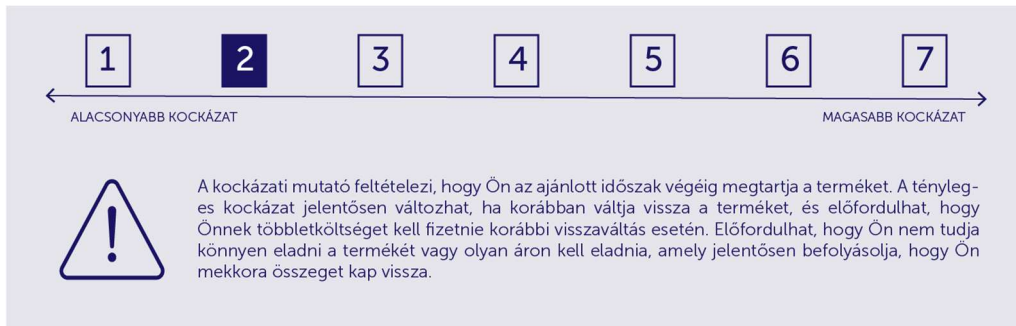 1 2 3 4 5 6 7
ALACSONYABB KOCKÁZAT MAGASABB KOCKÁZAT
A kockázati mutató feltételezi, hogy Ön az ajánlott időszak végéig megtartja a terméket. A tényleg-
es kockázat jelentősen változhat, ha korábban váltja vissza a terméket, és előfordulhat, hogy
Önnek többletköltséget kell fizetnie korábbi visszaváltás esetén. Előfordulhat, hogy Ön nem tudja
könnyen eladni a termékét vagy olyan áron kell eladnia, amely jelentősen befolyásolja, hogy Ön
mekkora összeget kap vissza.